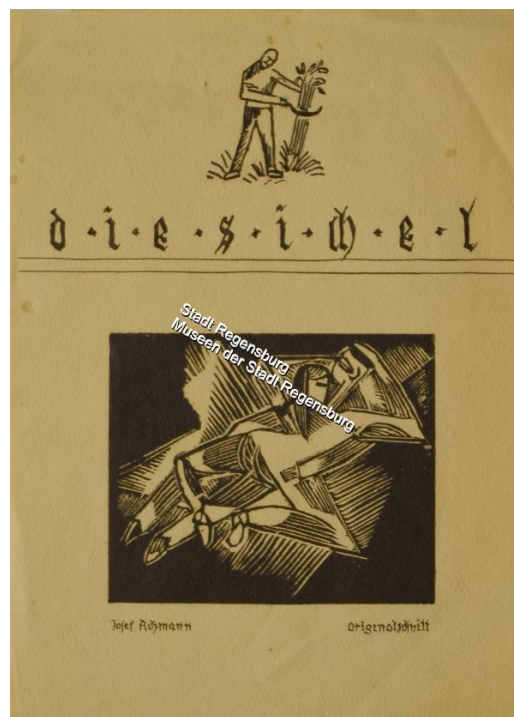 d·i·e·s·i·ch·e·l
Stadt Regensburg
Museen der Stadt Regensburg
Josef Achmann Originalschnitt